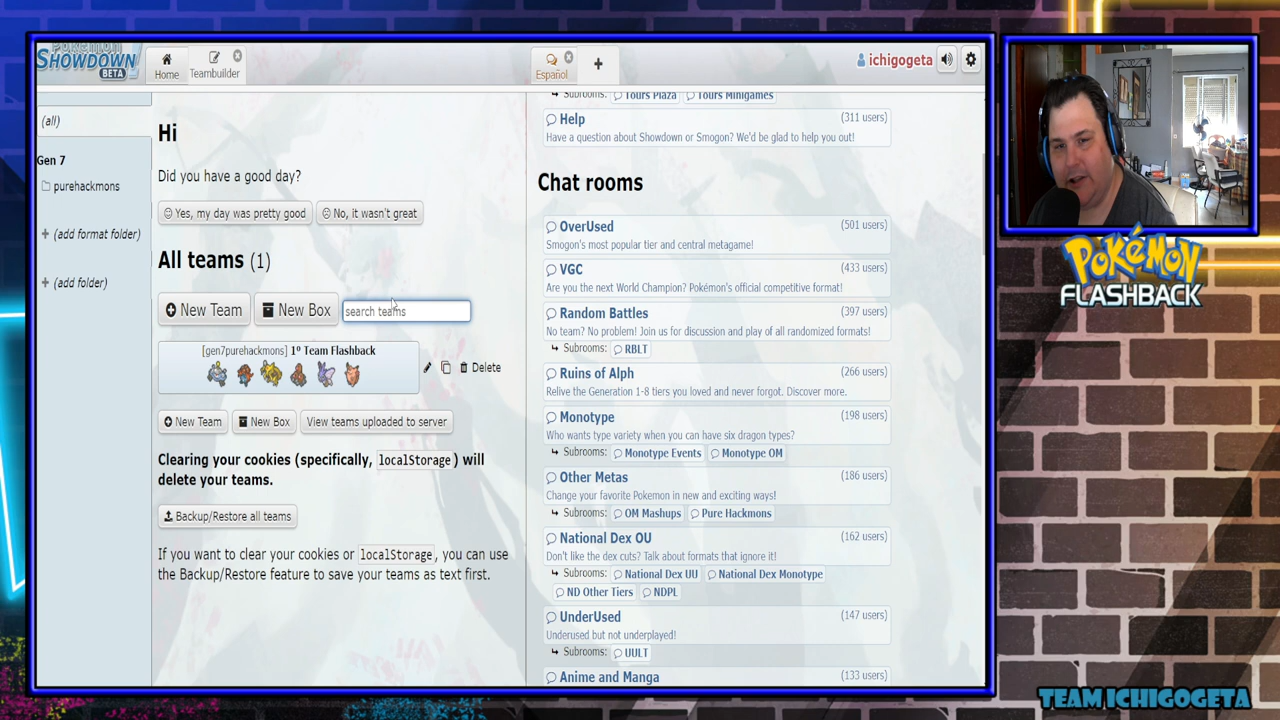 POKÉMON
SHOWDOWN
BETA
Home
Teambuilder
Español
ichigogeta
(all)
Gen 7
purehackmons
(add format folder)
(add folder)
Hi
Did you have a good day?
Yes, my day was pretty good
No, it wasn't great
All teams (1)
New Team
New Box
search teams
[gen7purehackmons] 1º Team Flashback
Delete
New Team
New Box
View teams uploaded to server
Clearing your cookies (specifically, localStorage) will
delete your teams.
Backup/Restore all teams
If you want to clear your cookies or localStorage, you can use
the Backup/Restore feature to save your teams as text first.
Subrooms: Tours Plaza Tours Minigames
Help (311 users)
Have a question about Showdown or Smogon? We'd be glad to help you out!
Chat rooms
OverUsed (501 users)
Smogon's most popular tier and central metagame!
VGC (433 users)
Are you the next World Champion? Pokémon's official competitive format!
Random Battles (397 users)
No team? No problem! Join us for discussion and play of all randomized formats!
Subrooms: RBLT
Ruins of Alph (266 users)
Relive the Generation 1-8 tiers you loved and never forgot. Discover more.
Monotype (198 users)
Who wants type variety when you can have six dragon types?
Subrooms: Monotype Events Monotype OM
Other Metas (186 users)
Change your favorite Pokemon in new and exciting ways!
Subrooms: OM Mashups Pure Hackmons
National Dex OU (162 users)
Don't like the dex cuts? Talk about formats that ignore it!
Subrooms: National Dex UU National Dex Monotype
ND Other Tiers NDPL
UnderUsed (147 users)
Underused but not underplayed!
Subrooms: UULT
Anime and Manga (133 users)
POKéMON
FLASHBACK
TEAM ICHIGOGETA